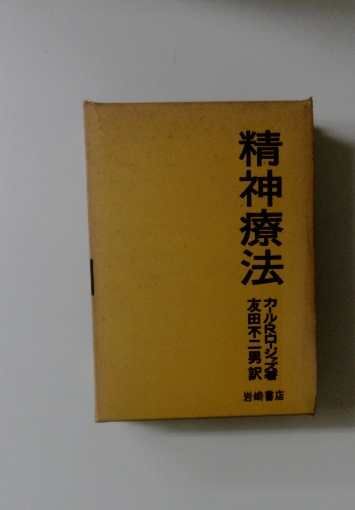 精神療法
カール・R・ロージァズ著
友田不二男訳
岩崎書店